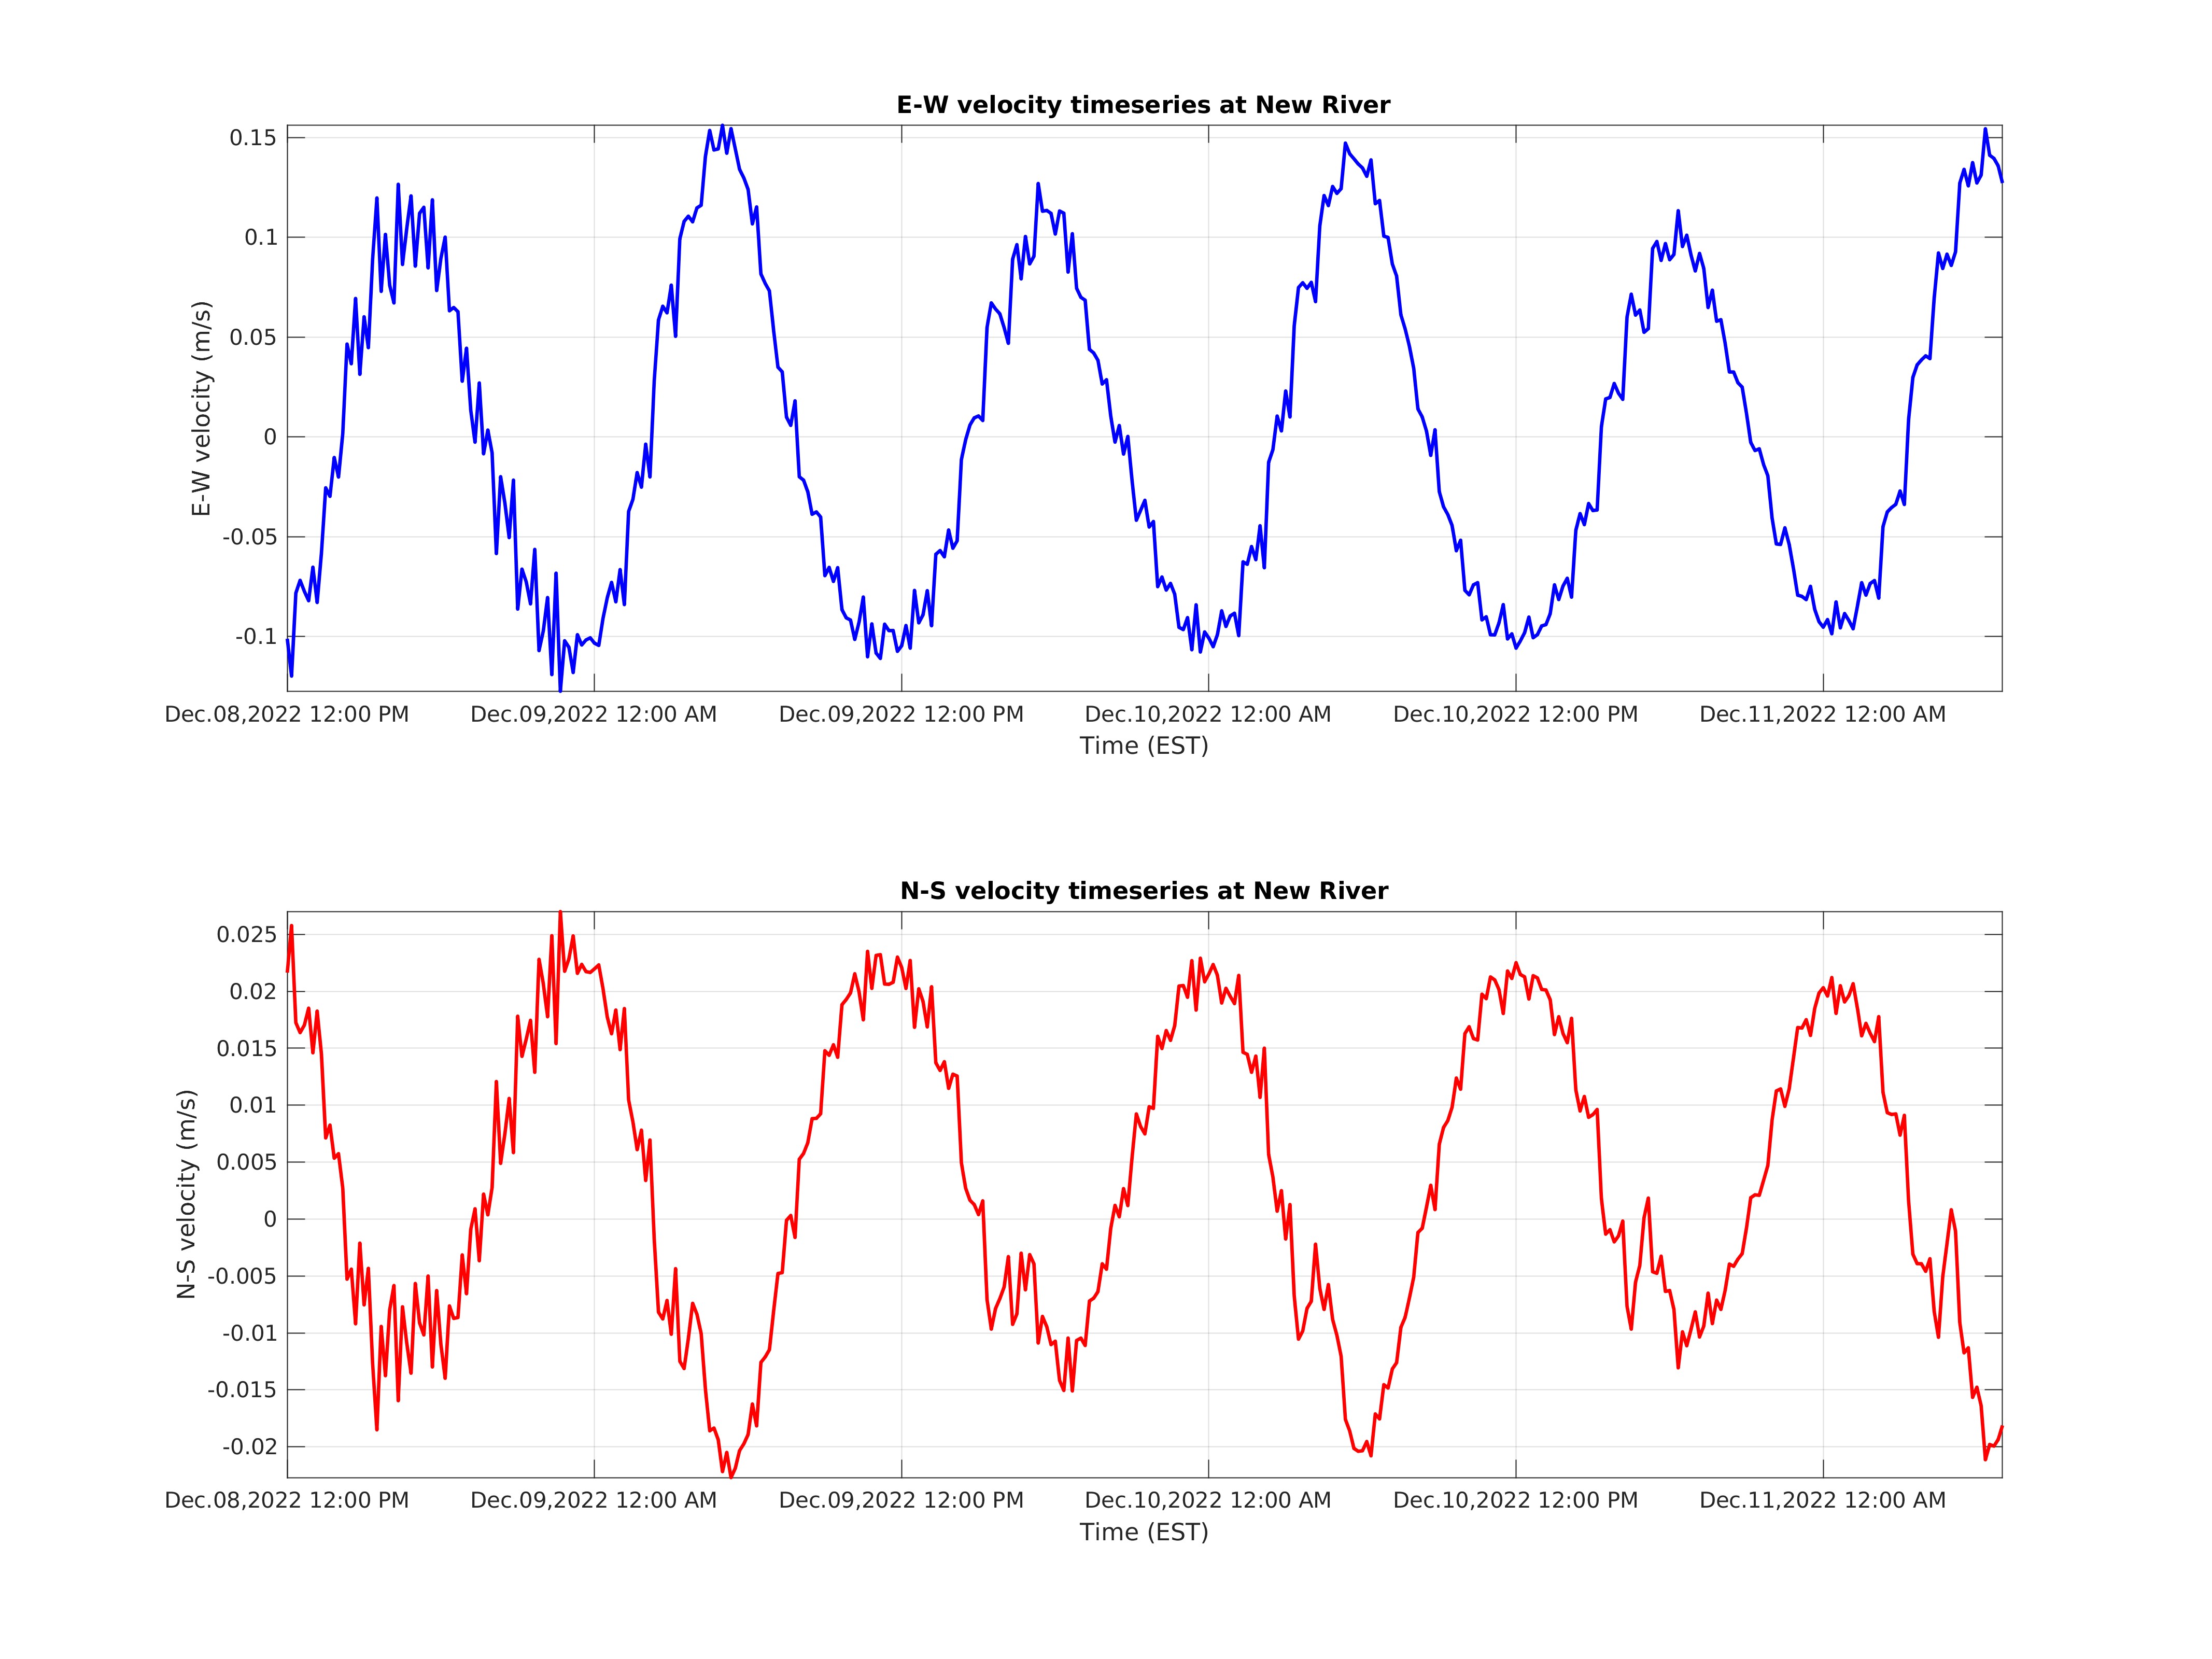 E-W velocity timeseries at New River
E-W velocity (m/s)
0.15
0.1
0.05
0
-0.05
-0.1
Dec.08,2022 12:00 PM Dec.09,2022 12:00 AM Dec.09,2022 12:00 PM Dec.10,2022 12:00 AM Dec.10,2022 12:00 PM Dec.11,2022 12:00 AM
Time (EST)
N-S velocity timeseries at New River
N-S velocity (m/s)
0.025
0.02
0.015
0.01
0.005
0
-0.005
-0.01
-0.015
-0.02
Dec.08,2022 12:00 PM Dec.09,2022 12:00 AM Dec.09,2022 12:00 PM Dec.10,2022 12:00 AM Dec.10,2022 12:00 PM Dec.11,2022 12:00 AM
Time (EST)